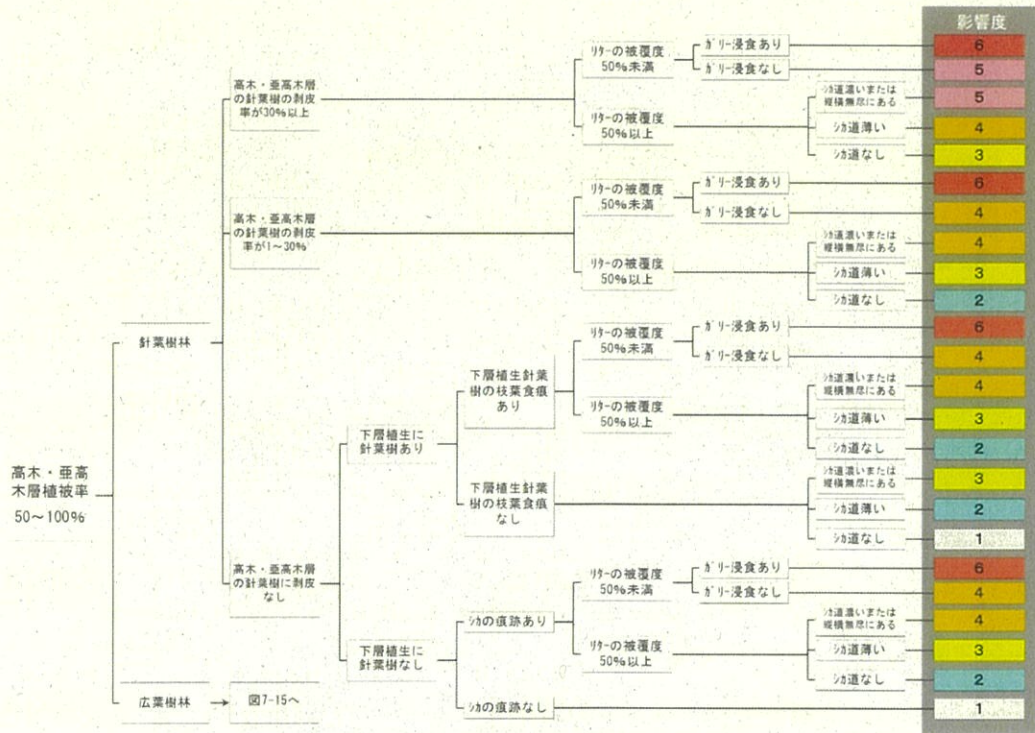 影響度
高木・亜高
木層植被率
50~100%
針葉樹林
高木・亜高木層
の針葉樹の剥皮
率が30%以上
リターの被覆度
50%未満
ガリー浸食あり
6
ガリー浸食なし
5
リターの被覆度
50%以上
シカ道濃いまたは
縦横無尽にある
5
シカ道薄い
4
シカ道なし
3
高木・亜高木層
の針葉樹の剥皮
率が1~30%
リターの被覆度
50%未満
ガリー浸食あり
6
ガリー浸食なし
4
リターの被覆度
50%以上
シカ道濃いまたは
縦横無尽にある
4
シカ道薄い
3
シカ道なし
2
高木・亜高木層
の針葉樹に剥皮
なし
下層植生に
針葉樹あり
下層植生針葉
樹の枝葉食痕
あり
リターの被覆度
50%未満
ガリー浸食あり
6
ガリー浸食なし
4
リターの被覆度
50%以上
シカ道濃いまたは
縦横無尽にある
4
シカ道薄い
3
シカ道なし
2
下層植生針葉
樹の枝葉食痕
なし
シカ道濃いまたは
縦横無尽にある
3
シカ道薄い
2
シカ道なし
1
下層植生に
針葉樹なし
シカの痕跡あり
リターの被覆度
50%未満
ガリー浸食あり
6
ガリー浸食なし
4
リターの被覆度
50%以上
シカ道濃いまたは
縦横無尽にある
4
シカ道薄い
3
シカ道なし
2
シカの痕跡なし
1
広葉樹林
図7-15へ